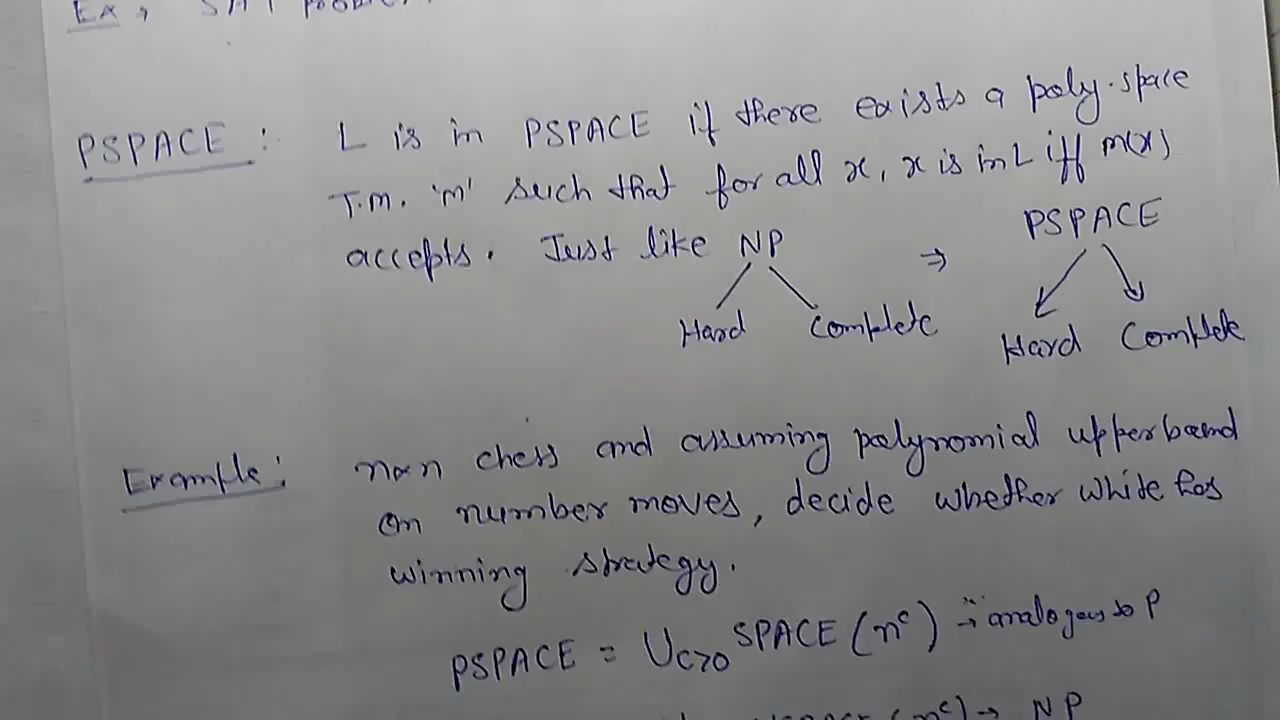 Ex,
PSPACE : L is in PSPACE if there exists a poly.space
T.M. 'M' such that for all x, x is in L iff M(x)
accepts. Just like NP ⇒ PSPACE
Hard Complete Hard Complete
Example : nxn chess and assuming polynomial upperbound
on number moves, decide whether white has
winning strategy.
PSPACE = U c>0 SPACE (n^c) → analogous to P
(n^c) → NP